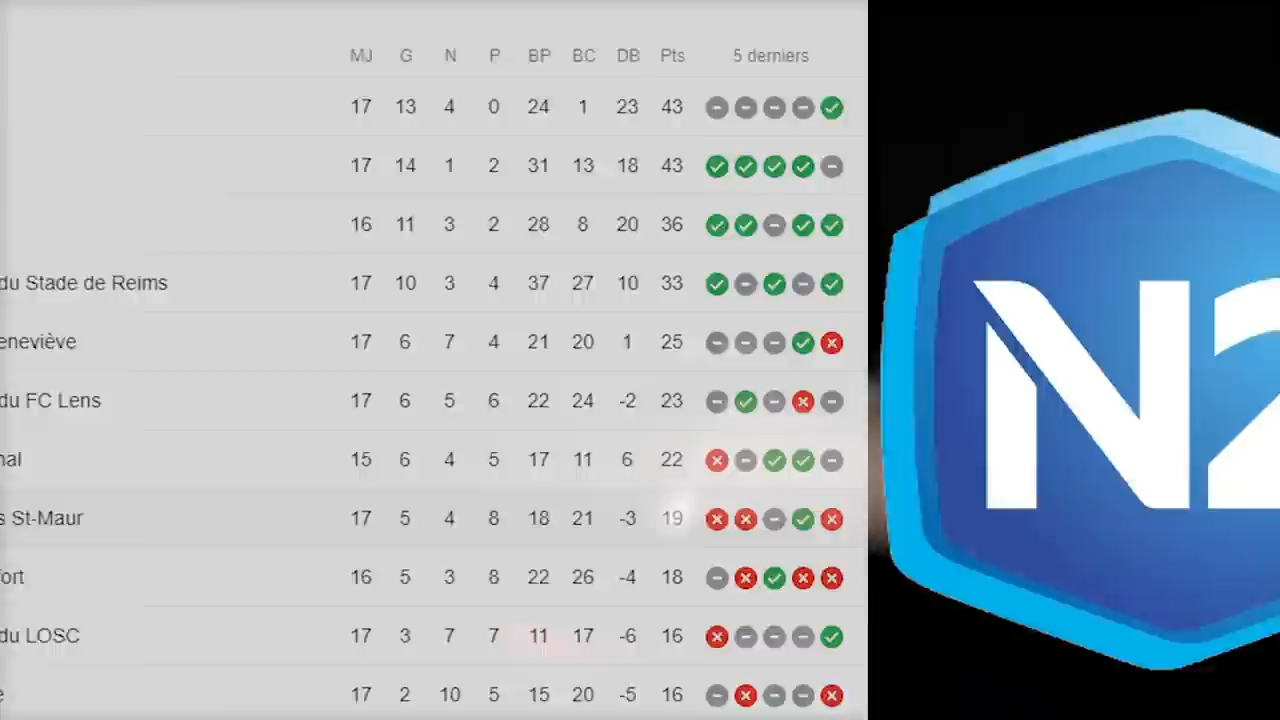 MJ G N P BP BC DB Pts 5 derniers
17 13 4 0 24 1 23 43
17 14 1 2 31 13 18 43
16 11 3 2 28 8 20 36
du Stade de Reims 17 10 3 4 37 27 10 33
eneviève 17 6 7 4 21 20 1 25
du FC Lens 17 6 5 6 22 24 -2 23
nal 15 6 4 5 17 11 6 22
s St-Maur 17 5 4 8 18 21 -3 19
fort 16 5 3 8 22 26 -4 18
du LOSC 17 3 7 7 11 17 -6 16
e 17 2 10 5 15 20 -5 16
N2